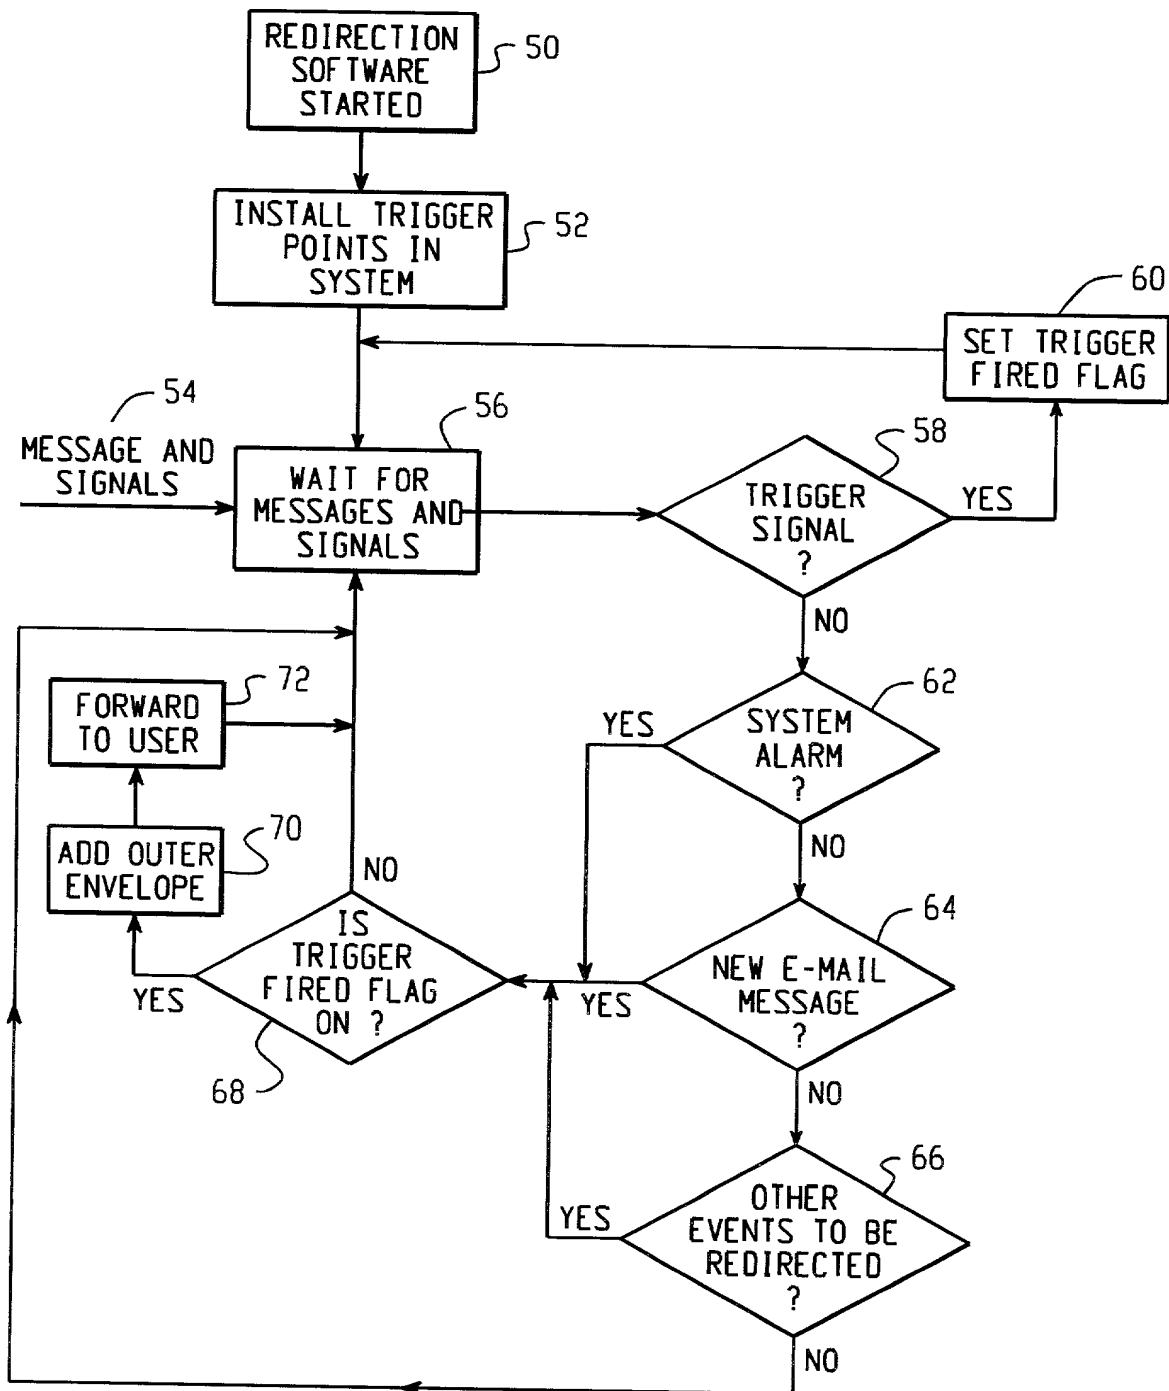 REDIRECTION
SOFTWARE
STARTED
50
INSTALL TRIGGER
POINTS IN
SYSTEM
52
60
SET TRIGGER
FIRED FLAG
54
MESSAGE AND
SIGNALS
56
WAIT FOR
MESSAGES AND
SIGNALS
58
TRIGGER
SIGNAL
?
YES
NO
62
SYSTEM
ALARM
?
YES
NO
72
FORWARD
TO USER
70
ADD OUTER
ENVELOPE
NO
IS
TRIGGER
FIRED FLAG
ON ?
YES
68
64
NEW E-MAIL
MESSAGE
?
YES
NO
66
OTHER
EVENTS TO BE
REDIRECTED
?
YES
NO